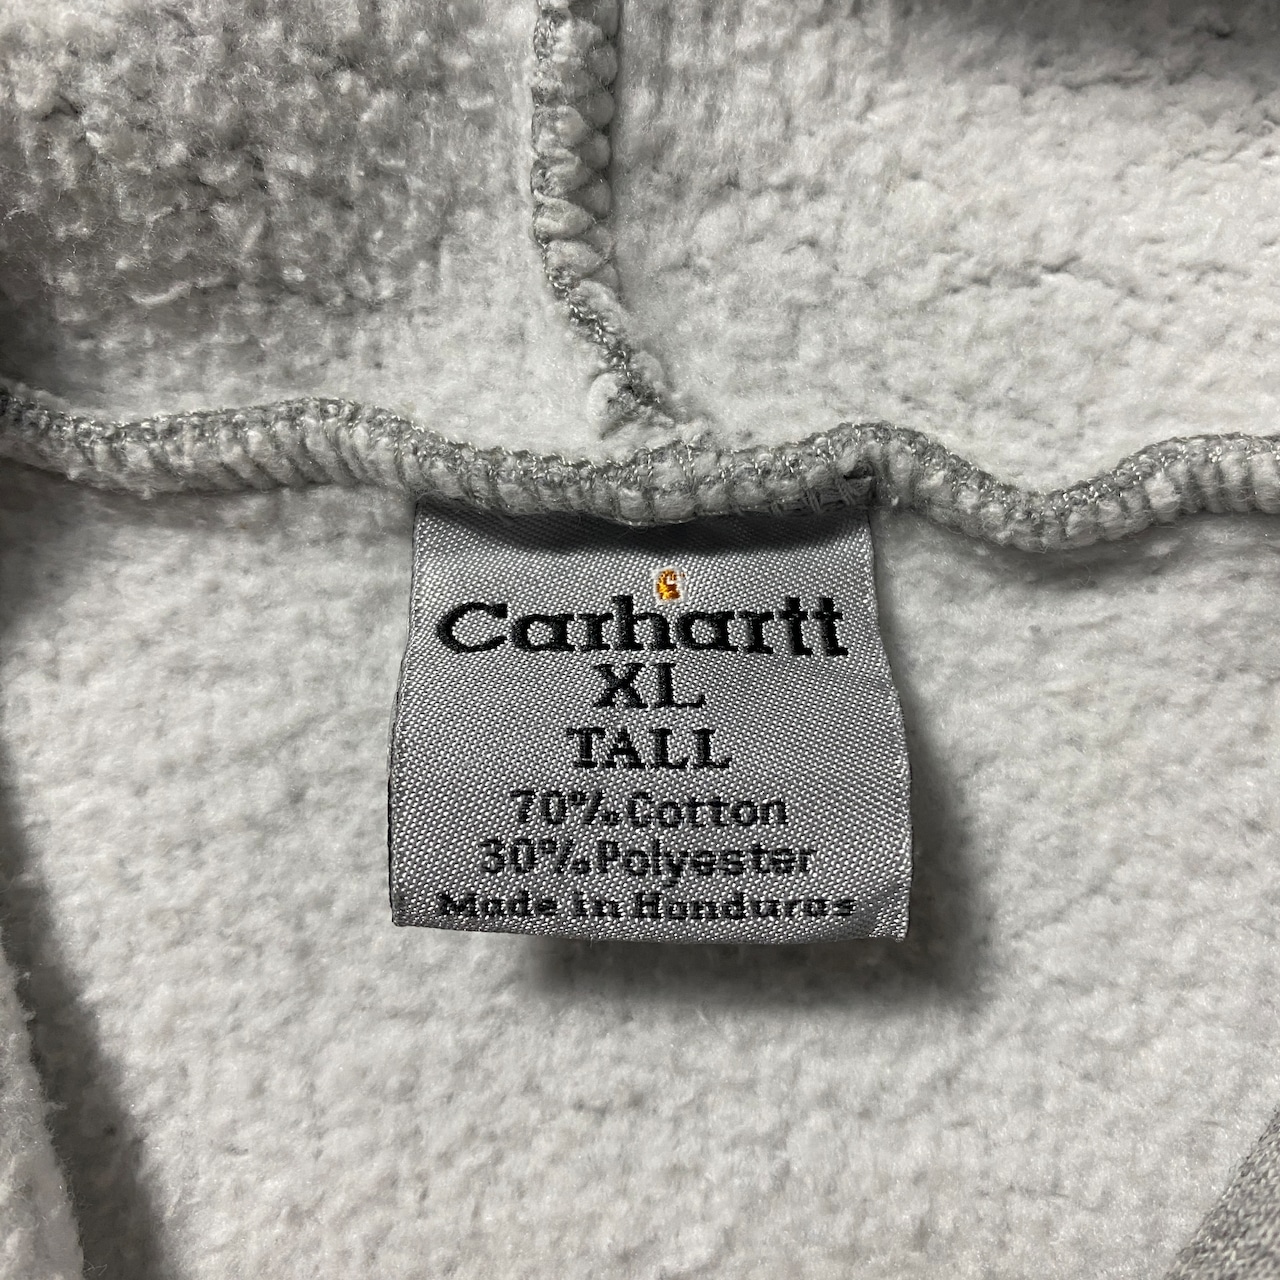 Carhartt
XL
TALL
70% Cotton
30% Polyester
Made in Honduras